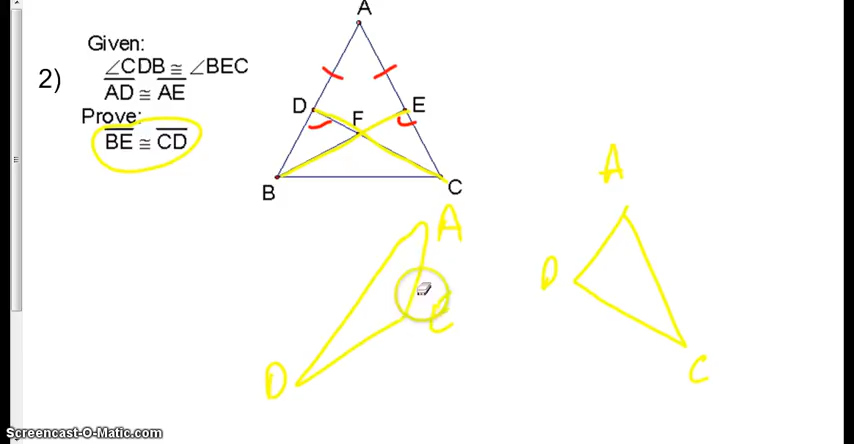 2)
Given:
∠CDB ≅ ∠BEC
AD ≅ AE
Prove:
BE ≅ CD
A
D
F
E
B
C
A
E
D
A
D
C
Screencast-O-Matic.com